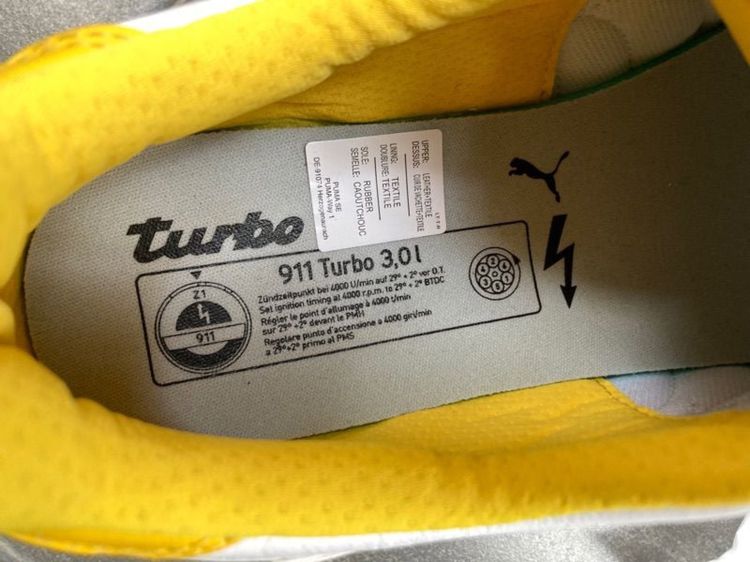 turbo
911 Turbo 3,0 l
Zündzeitpunkt bei 4000 U/min auf 29° + 2° vor O.T.
Set ignition timing at 4000 r.p.m. to 29° + 2° BTDC
Régler le point d'allumage à 4000 t/min
sur 29° +2° devant le PMH
Regolare punto d'accensione a 4000 giri/min
a 29°+2° primo al PMS
Z1
911
UPPER: LEATHER+TEXTILE
DESSUS: CUIR DE VACHETTE+TEXTILE
LINING: TEXTILE
DOUBLURE: TEXTILE
SOLE: RUBBER
SEMELLE: CAOUTCHOUC
PUMA SE
PUMA-Way 1,
Herzogenaurach